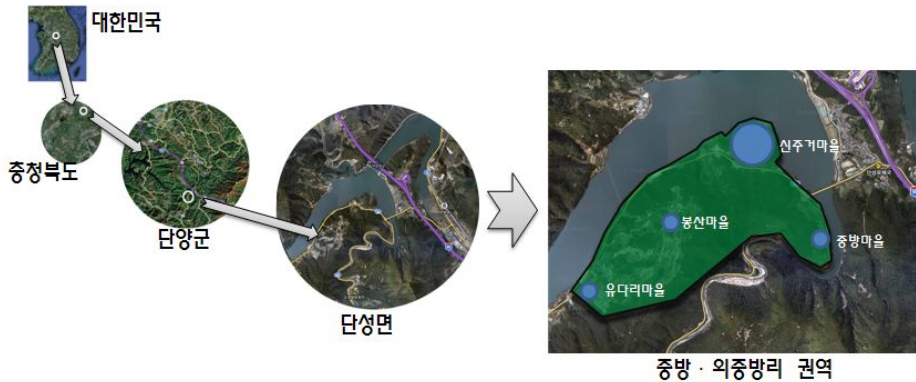 대한민국
충청북도
단양군
단성면
신주거마을
봉산마을
중방마을
유다리마을
중방 · 외중방리 권역